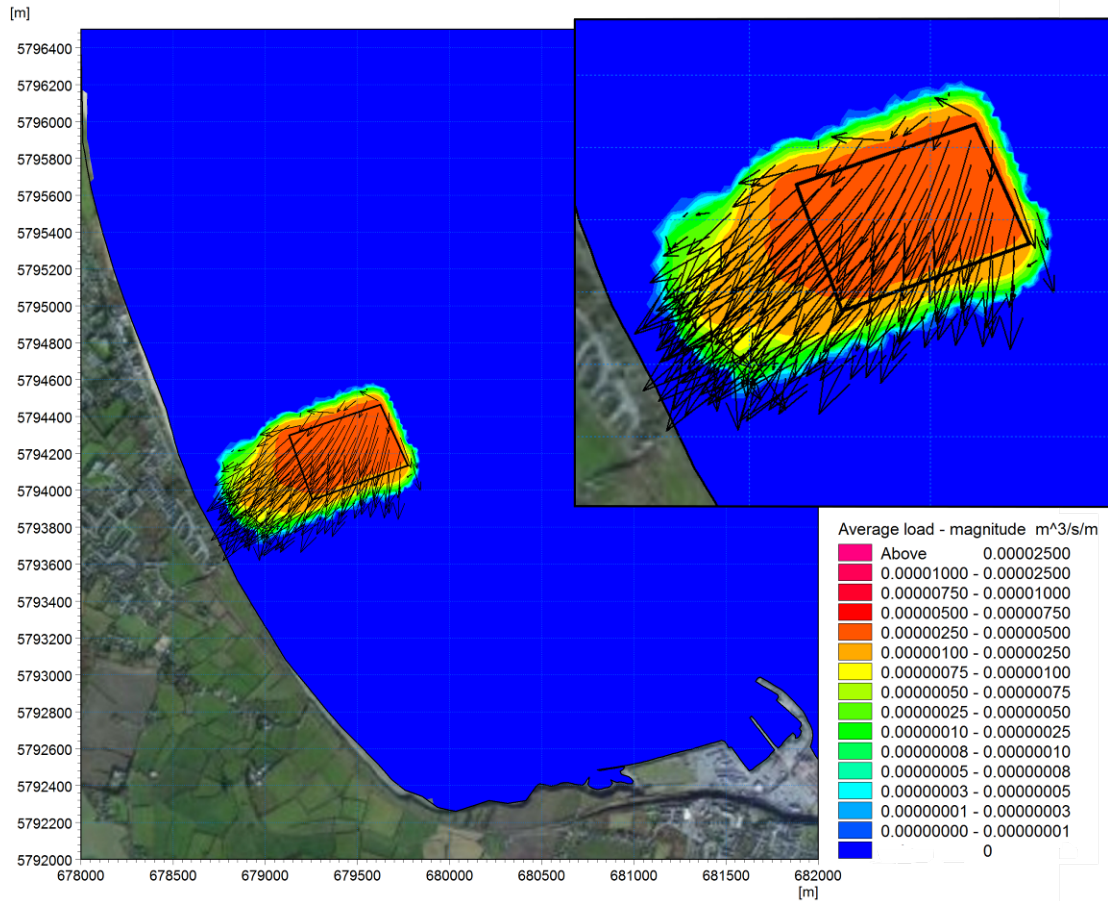 [m]
5796400
5796200
5796000
5795800
5795600
5795400
5795200
5795000
5794800
5794600
5794400
5794200
5794000
5793800
5793600
5793400
5793200
5793000
5792800
5792600
5792400
5792200
5792000
678000 678500 679000 679500 680000 680500 681000 681500 682000
[m]
Average load - magnitude m^3/s/m
Above 0.00002500
0.00001000 - 0.00002500
0.00000750 - 0.00001000
0.00000500 - 0.00000750
0.00000250 - 0.00000500
0.00000100 - 0.00000250
0.00000075 - 0.00000100
0.00000050 - 0.00000075
0.00000025 - 0.00000050
0.00000010 - 0.00000025
0.00000008 - 0.00000010
0.00000005 - 0.00000008
0.00000003 - 0.00000005
0.00000001 - 0.00000003
0.00000000 - 0.00000001
0